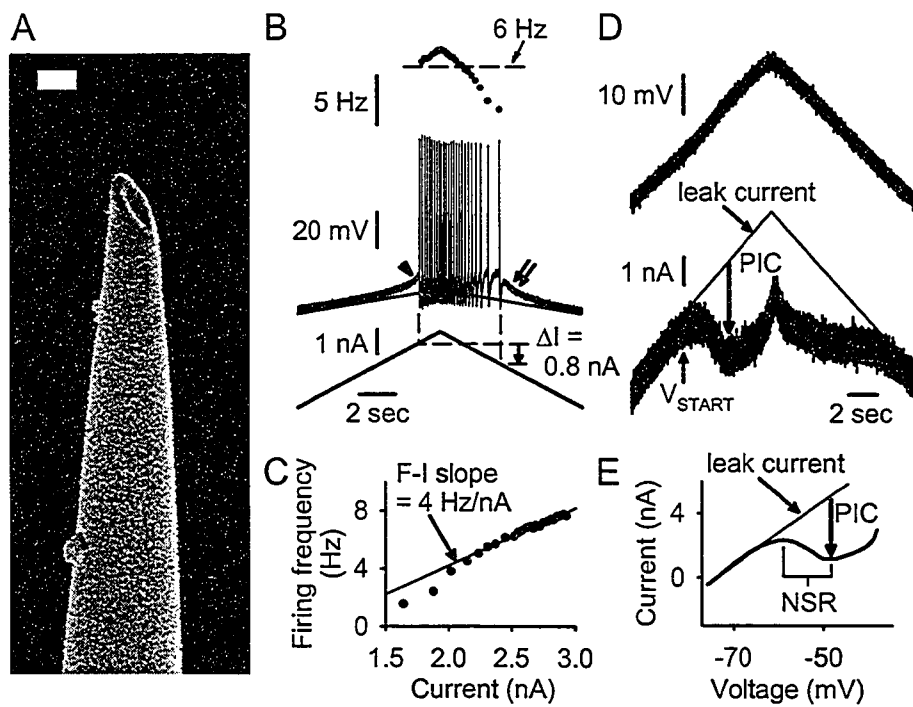 A
B
6 Hz
5 Hz
20 mV
1 nA
ΔI =
0.8 nA
2 sec
C
F-I slope
= 4 Hz/nA
Firing frequency
(Hz)
8
4
0
1.5 2.0 2.5 3.0
Current (nA)
D
10 mV
leak current
1 nA
PIC
VSTART
2 sec
E
leak current
PIC
Current (nA)
4
0
NSR
-70 -50
Voltage (mV)